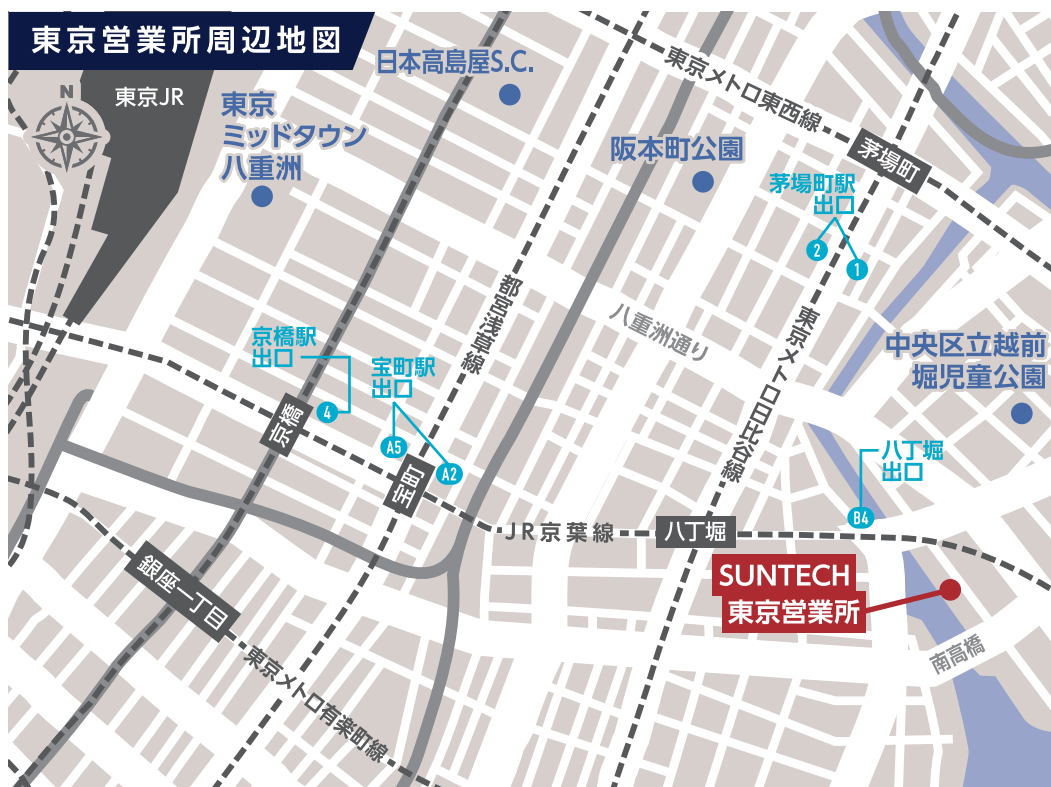 東京営業所周辺地図
N
東京JR
日本高島屋S.C.
東京
ミッドタウン
八重洲
東京メトロ東西線
阪本町公園
茅場町
茅場町駅
出口
2
1
都営浅草線
八重洲通り
東京メトロ日比谷線
中央区立越前
堀児童公園
京橋駅
出口
4
宝町駅
出口
A5
A2
京橋
宝町
八丁堀
出口
B4
JR京葉線
八丁堀
SUNTECH
東京営業所
銀座一丁目
東京メトロ有楽町線
南高橋